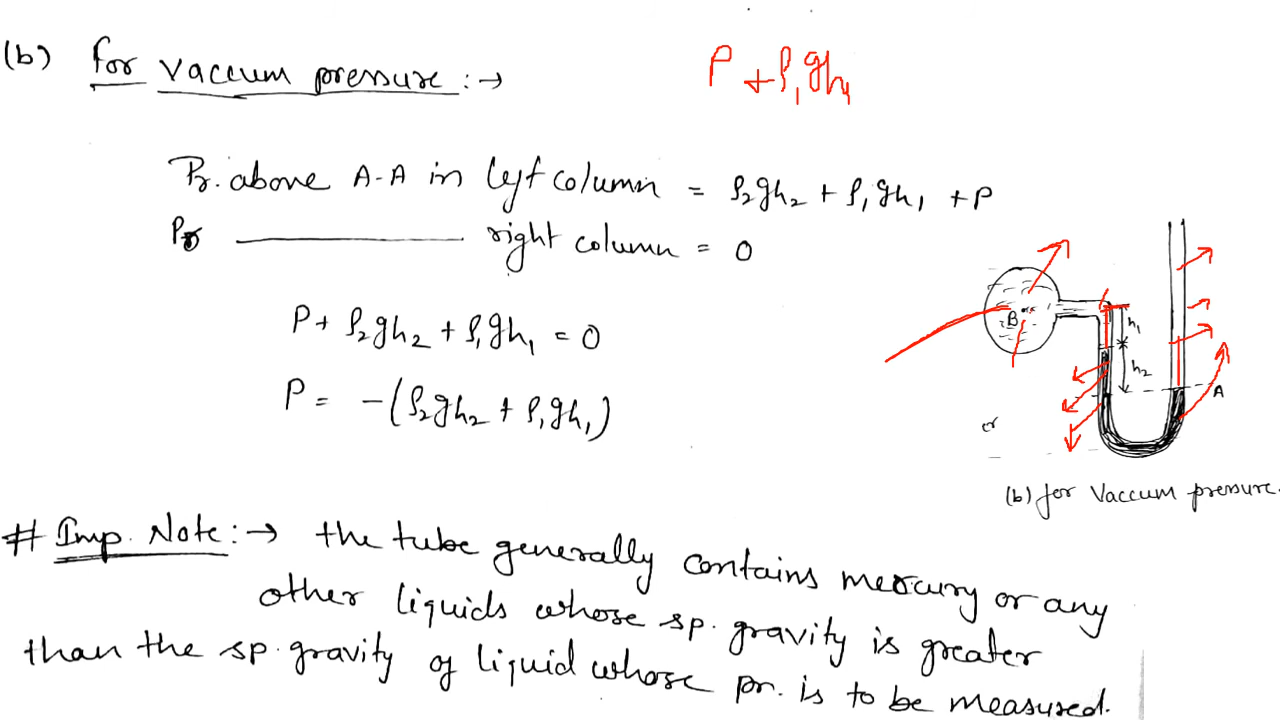 (b) for vaccum pressure :→
P + ρ₁gh₁
Pr. above A-A in left column = ρ₂gh₂ + ρ₁gh₁ + P
Pr ———— right column = 0
P + ρ₂gh₂ + ρ₁gh₁ = 0
P = -(ρ₂gh₂ + ρ₁gh₁)
B
h₁
h₂
A
or
(b) for Vaccum pressure.
# Imp. Note :→ the tube generally contains mercury or any
other liquids whose sp. gravity is greater
than the sp. gravity of liquid whose pr. is to be measured.